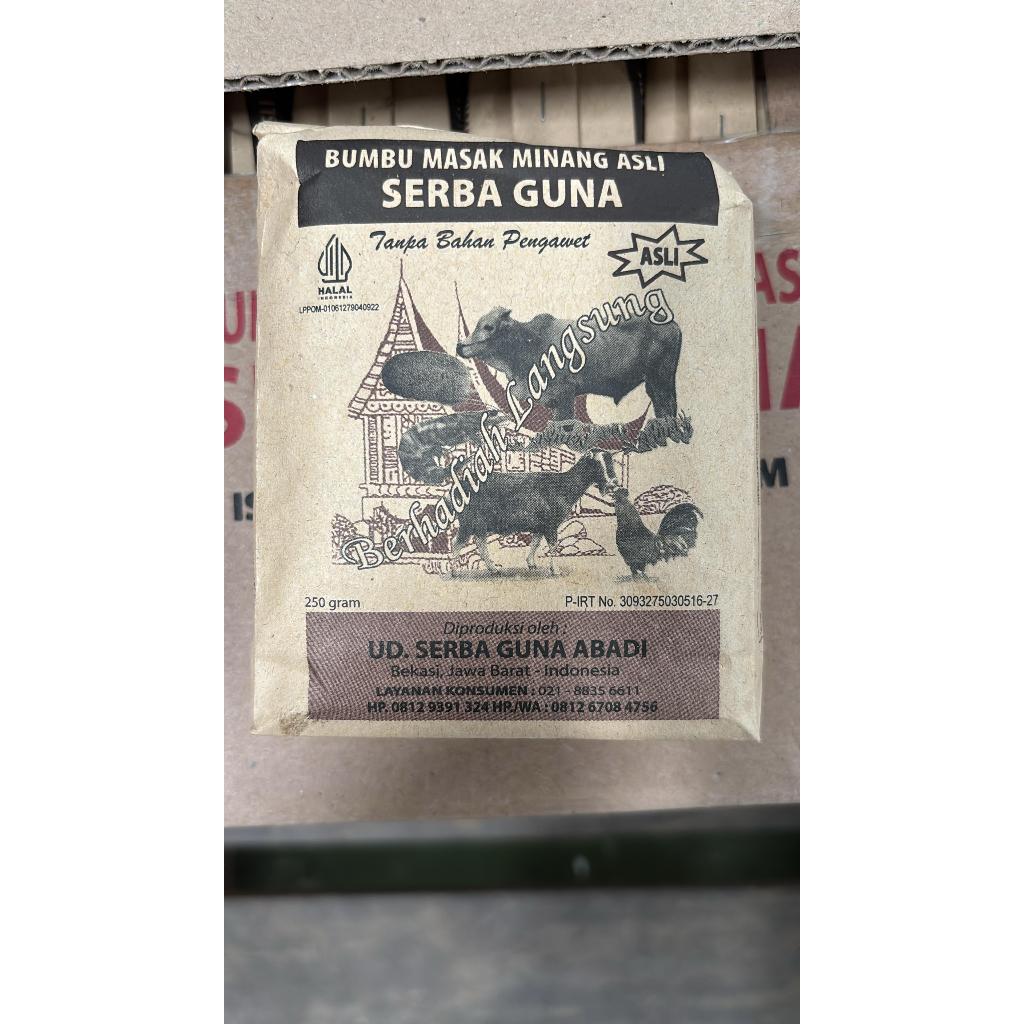 BUMBU MASAK MINANG ASLI
SERBA GUNA
Tanpa Bahan Pengawet
ASLI
HALAL
INDONESIA
LPPOM-01061279040922
Berhadiah Langsung
250 gram
P-IRT No. 3093275030516-27
Diproduksi oleh :
UD. SERBA GUNA ABADI
Bekasi, Jawa Barat - Indonesia
LAYANAN KONSUMEN : 021 - 8835 6611
HP. 0812 9391 324 HP./WA : 0812 6708 4756